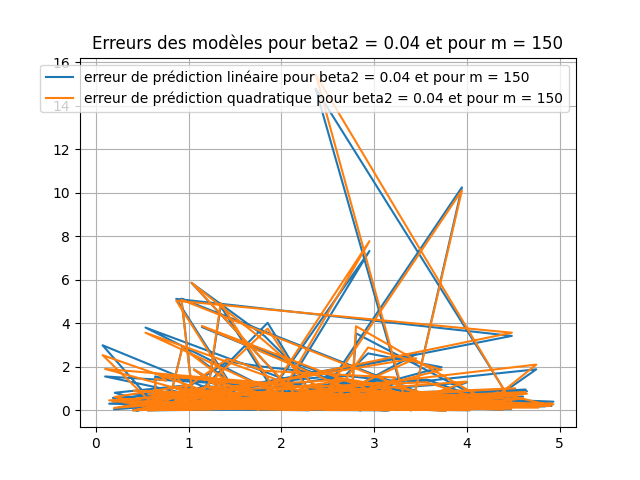 Erreurs des modèles pour beta2 = 0.04 et pour m = 150
erreur de prédiction linéaire pour beta2 = 0.04 et pour m = 150
erreur de prédiction quadratique pour beta2 = 0.04 et pour m = 150
16
14
12
10
8
6
4
2
0
0 1 2 3 4 5